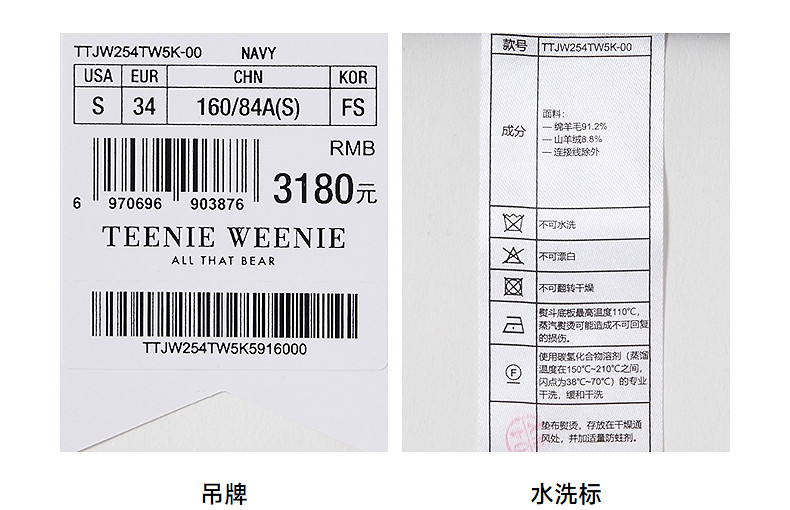 TTJW254TW5K-00 NAVY
USA EUR CHN KOR
S 34 160/84A(S) FS
RMB
3180元
6 970696 903876
TEENIE WEENIE
ALL THAT BEAR
TTJW254TW5K5916000
吊牌
款号 TTJW254TW5K-00
成分
面料：
— 绵羊毛91.2%
— 山羊绒8.8%
— 连接线除外
不可水洗
不可漂白
不可翻转干燥
熨斗底板最高温度110℃，
蒸汽熨烫可能造成不可回复
的损伤。
使用碳氢化合物溶剂（蒸馏
温度在150℃~210℃之间，
闪点为38℃~70℃）的专业
干洗，缓和干洗
F
垫布熨烫，存放在干燥通
风处，并加适量防蛀剂。
水洗标